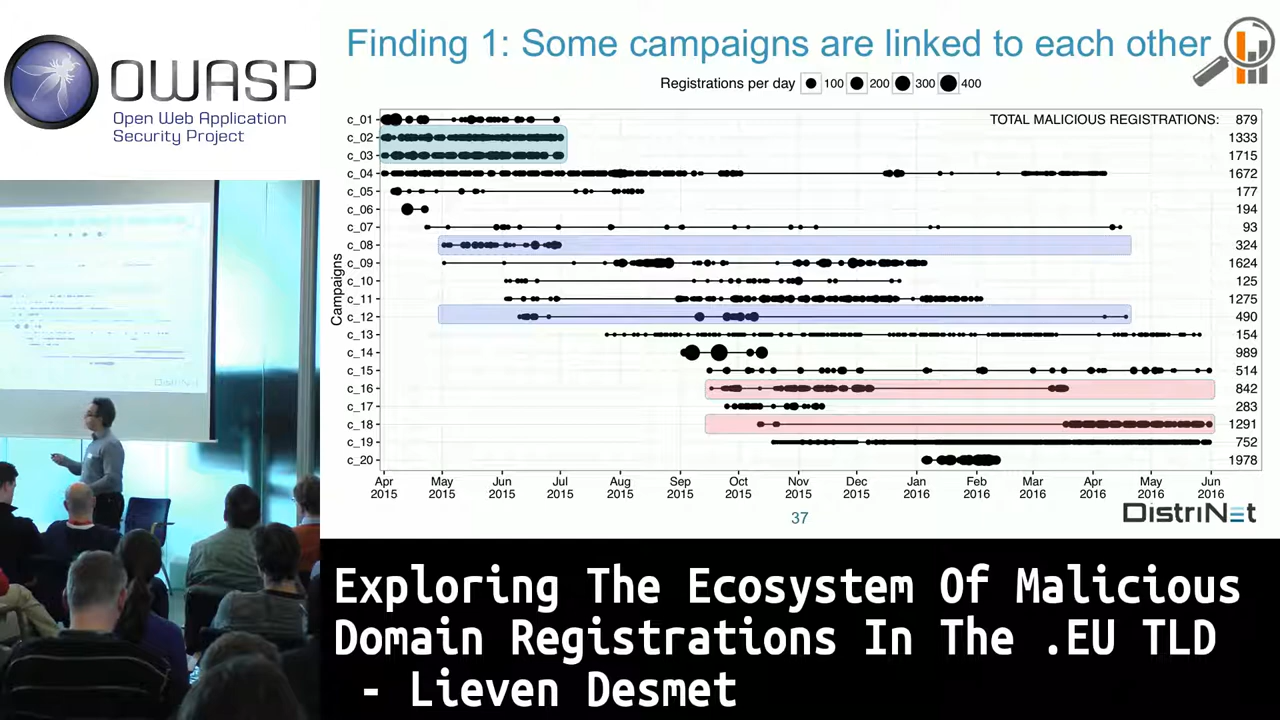 OWASP
Open Web Application
Security Project
Finding 1: Some campaigns are linked to each other
Registrations per day 100 200 300 400
TOTAL MALICIOUS REGISTRATIONS:
Campaigns
c_01 879
c_02 1333
c_03 1715
c_04 1672
c_05 177
c_06 194
c_07 93
c_08 324
c_09 1624
c_10 125
c_11 1275
c_12 490
c_13 154
c_14 989
c_15 514
c_16 842
c_17 283
c_18 1291
c_19 752
c_20 1978
Apr May Jun Jul Aug Sep Oct Nov Dec Jan Feb Mar Apr May Jun
2015 2015 2015 2015 2015 2015 2015 2015 2015 2016 2016 2016 2016 2016 2016
37
DistriNet
Exploring The Ecosystem Of Malicious
Domain Registrations In The .EU TLD
- Lieven Desmet